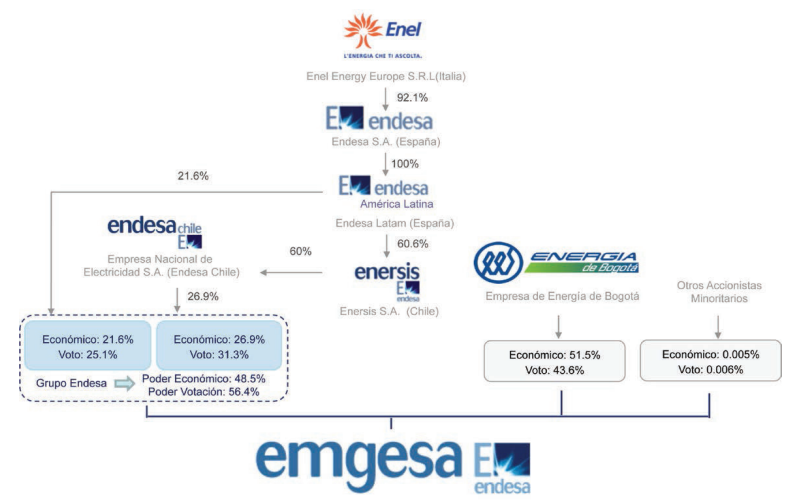 Enel
L'ENERGIA CHE TI ASCOLTA.
Enel Energy Europe S.R.L(Italia)
92.1%
endesa
Endesa S.A. (España)
100%
21.6%
endesa
América Latina
Endesa Latam (España)
endesa chile
Empresa Nacional de
Electricidad S.A. (Endesa Chile)
60%
60.6%
enersis
endesa
Enersis S.A. (Chile)
ENERGIA
de Bogotá
Empresa de Energía de Bogotá
Otros Accionistas
Minoritarios
26.9%
Económico: 21.6%
Voto: 25.1%
Económico: 26.9%
Voto: 31.3%
Grupo Endesa
Poder Económico: 48.5%
Poder Votación: 56.4%
Económico: 51.5%
Voto: 43.6%
Económico: 0.005%
Voto: 0.006%
emgesa
endesa